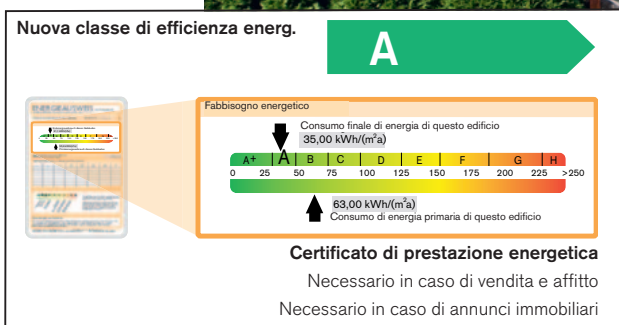 Nuova classe di efficienza energ.
A
ENERGIEAUSWEIS
Fabbisogno energetico
Consumo finale di energia di questo edificio
35,00 kWh/(m²a)
A+ A B C D E F G H
0 25 50 75 100 125 150 175 200 225 >250
63,00 kWh/(m²a)
Consumo di energia primaria di questo edificio
Certificato di prestazione energetica
Necessario in caso di vendita e affitto
Necessario in caso di annunci immobiliari